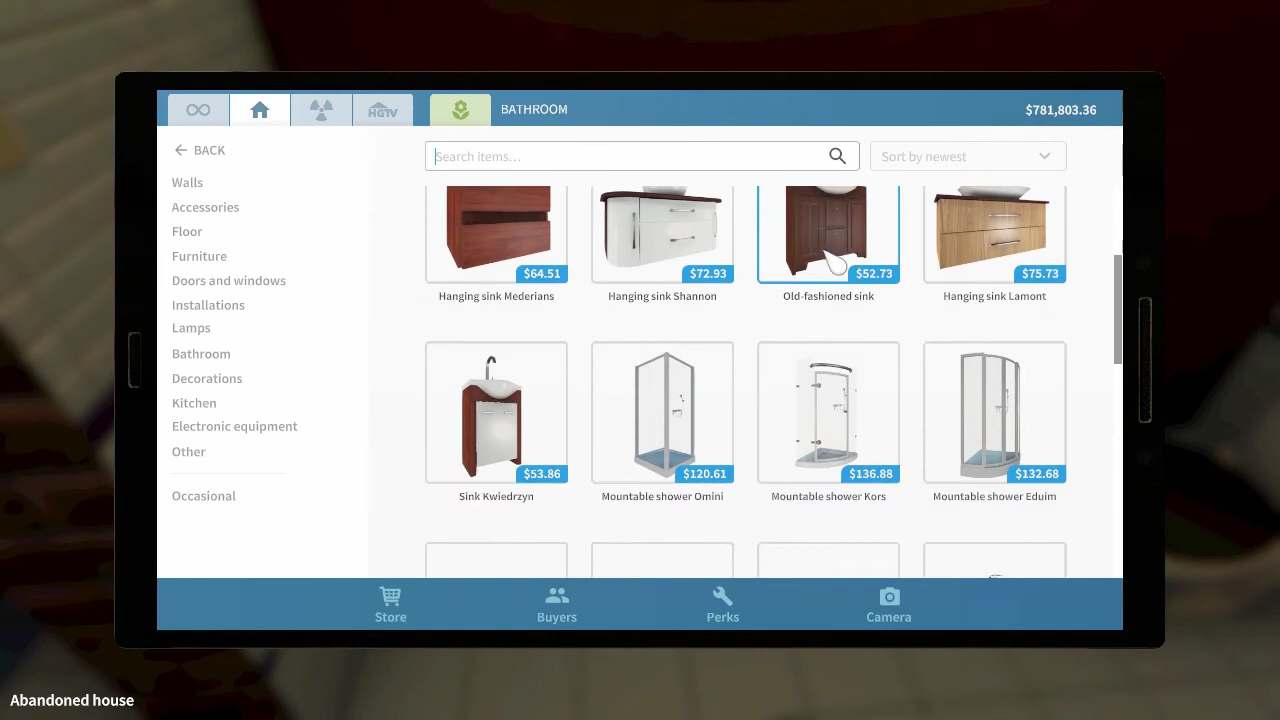 HGTV
BATHROOM
$781,803.36
BACK
Search items...
Sort by newest
Walls
Accessories
Floor
Furniture
Doors and windows
Installations
Lamps
Bathroom
Decorations
Kitchen
Electronic equipment
Other
Occasional
$64.51
$72.93
$52.73
$75.73
Hanging sink Mederians
Hanging sink Shannon
Old-fashioned sink
Hanging sink Lamont
$53.86
$120.61
$136.88
$132.68
Sink Kwiedrzyn
Mountable shower Omini
Mountable shower Kors
Mountable shower Eduim
Store
Buyers
Perks
Camera
Abandoned house